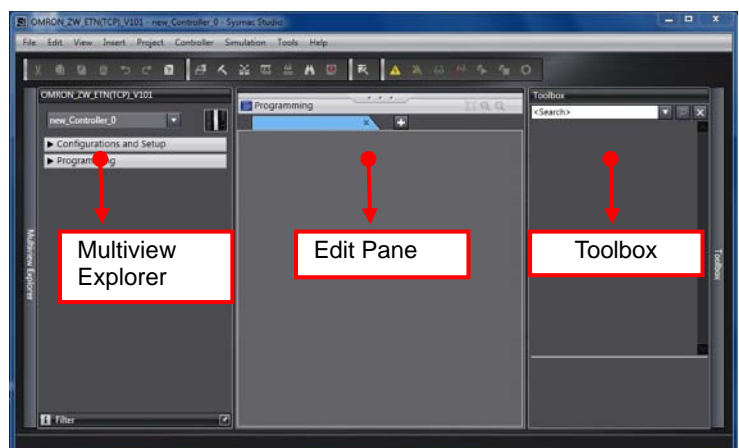 OMRON_ZW_ETN(TCP)_V101 - new_Controller_0 - Sysmac Studio
File Edit View Insert Project Controller Simulation Tools Help
OMRON_ZW_ETN(TCP)_V101
new_Controller_0
Configurations and Setup
Programming
Multiview Explorer
Filter
Programming
Toolbox
<Search>
Toolbox
Multiview
Explorer
Edit Pane
Toolbox